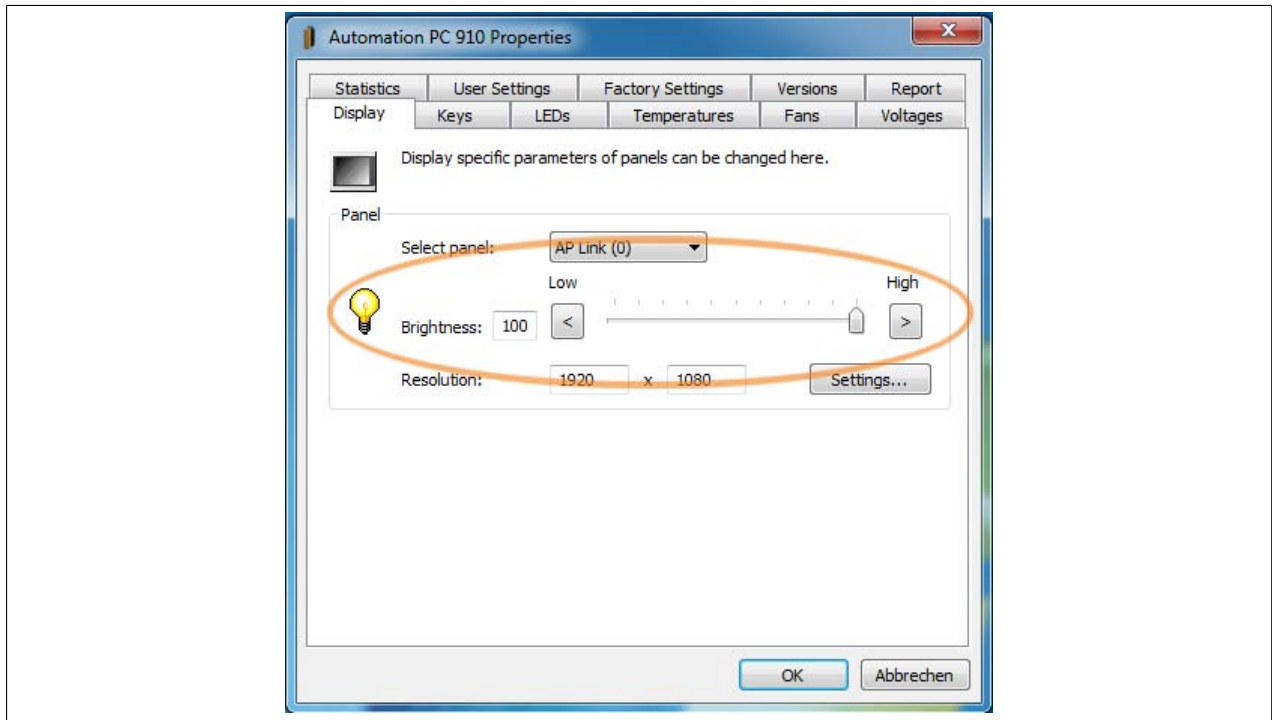 Automation PC 910 Properties
Statistics User Settings Factory Settings Versions Report
Display Keys LEDs Temperatures Fans Voltages
Display specific parameters of panels can be changed here.
Panel
Select panel: AP Link (0)
Low High
Brightness: 100 < >
Resolution: 1920 x 1080 Settings...
OK Abbrechen